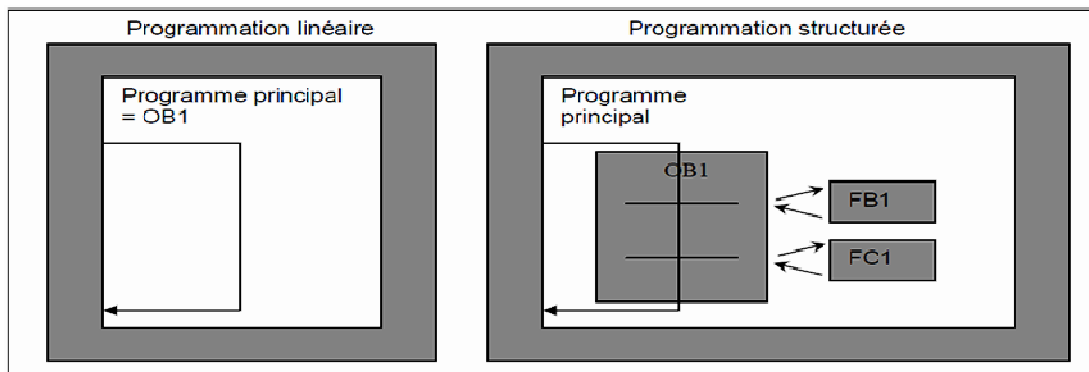 Programmation linéaire
Programme principal
= OB1
Programmation structurée
Programme
principal
OB1
FB1
FC1